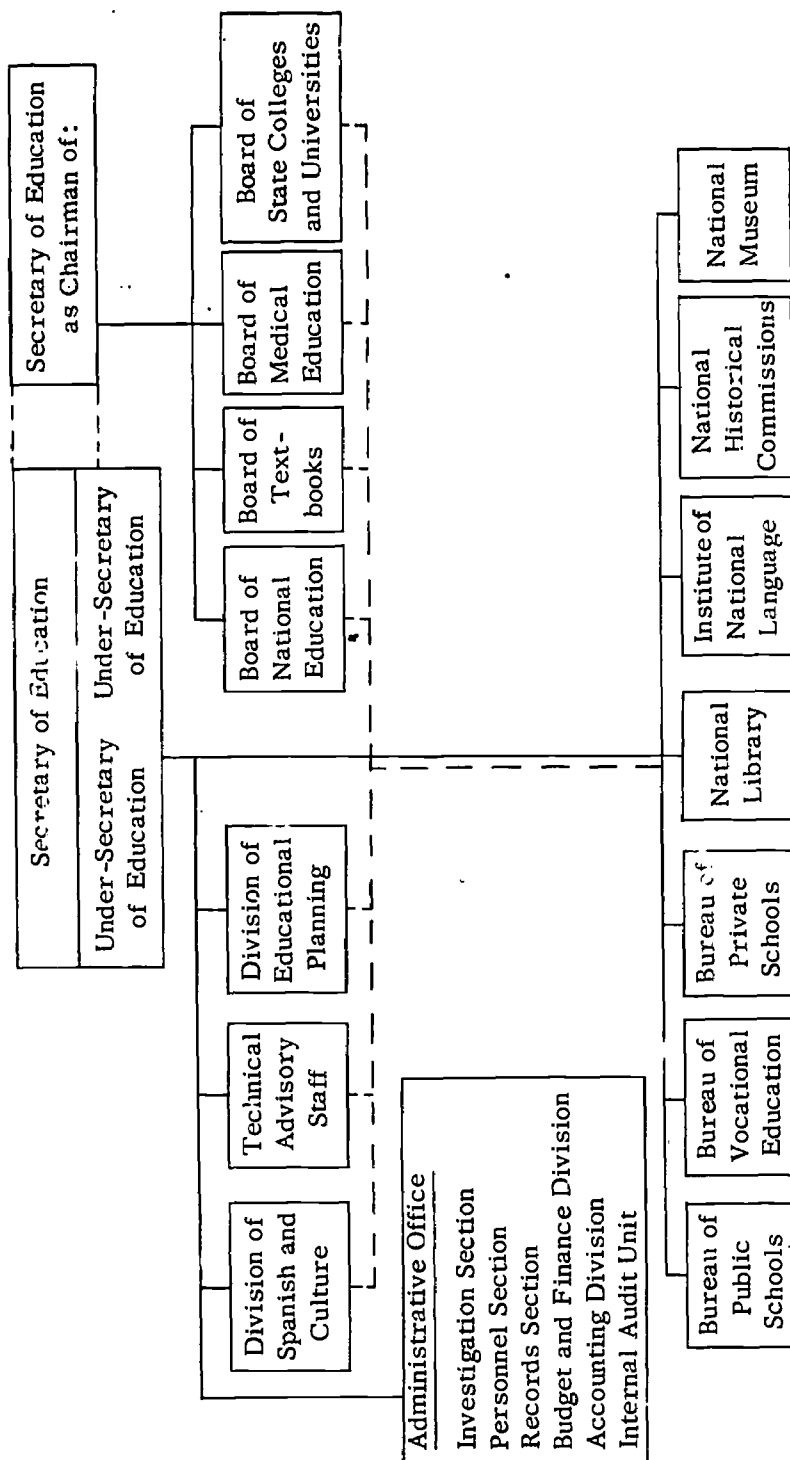 Secretary of Education
Under-Secretary
of Education
Under-Secretary
of Education
Secretary of Education
as Chairman of:
Division of
Spanish and
Culture
Technical
Advisory
Staff
Division of
Educational
Planning
Board of
National
Education
Board of
Text-
books
Board of
Medical
Education
Board of
State Colleges
and Universities
Administrative Office
Investigation Section
Personnel Section
Records Section
Budget and Finance Division
Accounting Division
Internal Audit Unit
Bureau of
Public
Schools
Bureau of
Vocational
Education
Bureau of
Private
Schools
National
Library
Institute of
National
Language
National
Historical
Commissions
National
Museum